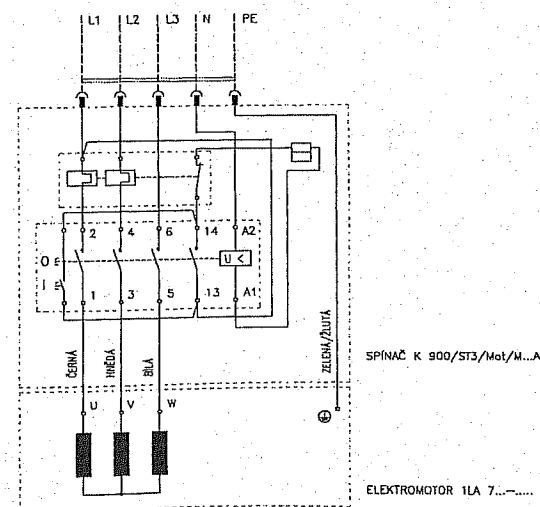 L1 L2 L3 N PE
2 4 6 14 A2
O
U <
I
1 3 5 13 A1
ČERNÁ HNĚDÁ BÍLÁ ZELENÁ/ŽLUTÁ
SPÍNAČ K 900/ST3/Mot/M...A
U V W
ELEKTROMOTOR 1LA 7...–.....